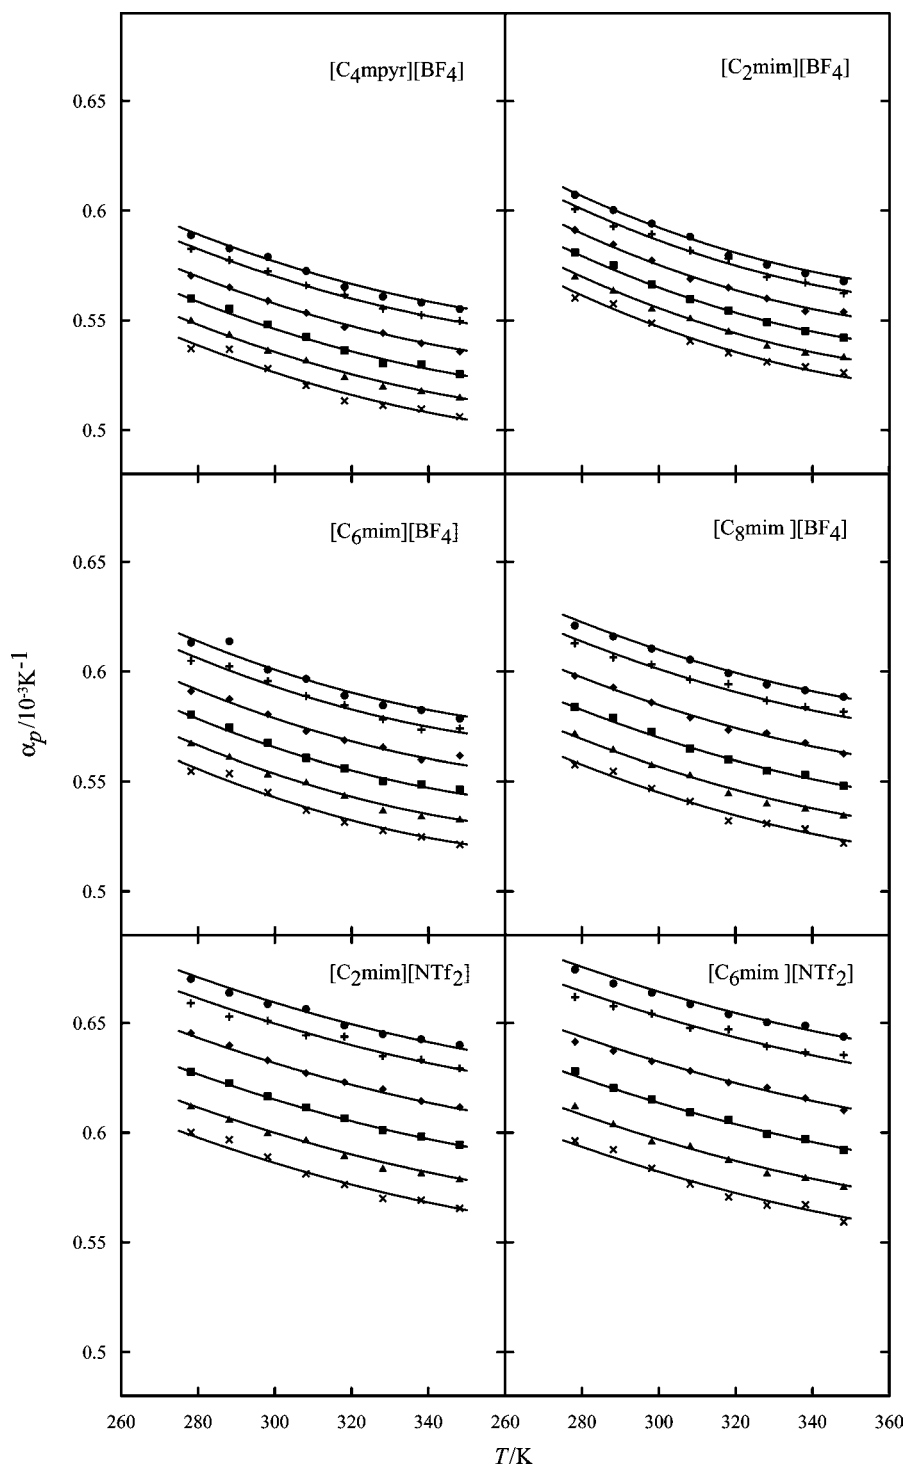 [C4mpyr][BF4]
[C2mim][BF4]
0.65
0.6
0.55
0.5
[C6mim][BF4]
[C8mim ][BF4]
0.65
0.6
0.55
0.5
αp/10-3K-1
[C2mim][NTf2]
[C6mim ][NTf2]
0.65
0.6
0.55
0.5
260 280 300 320 340 260 280 300 320 340 360
T/K